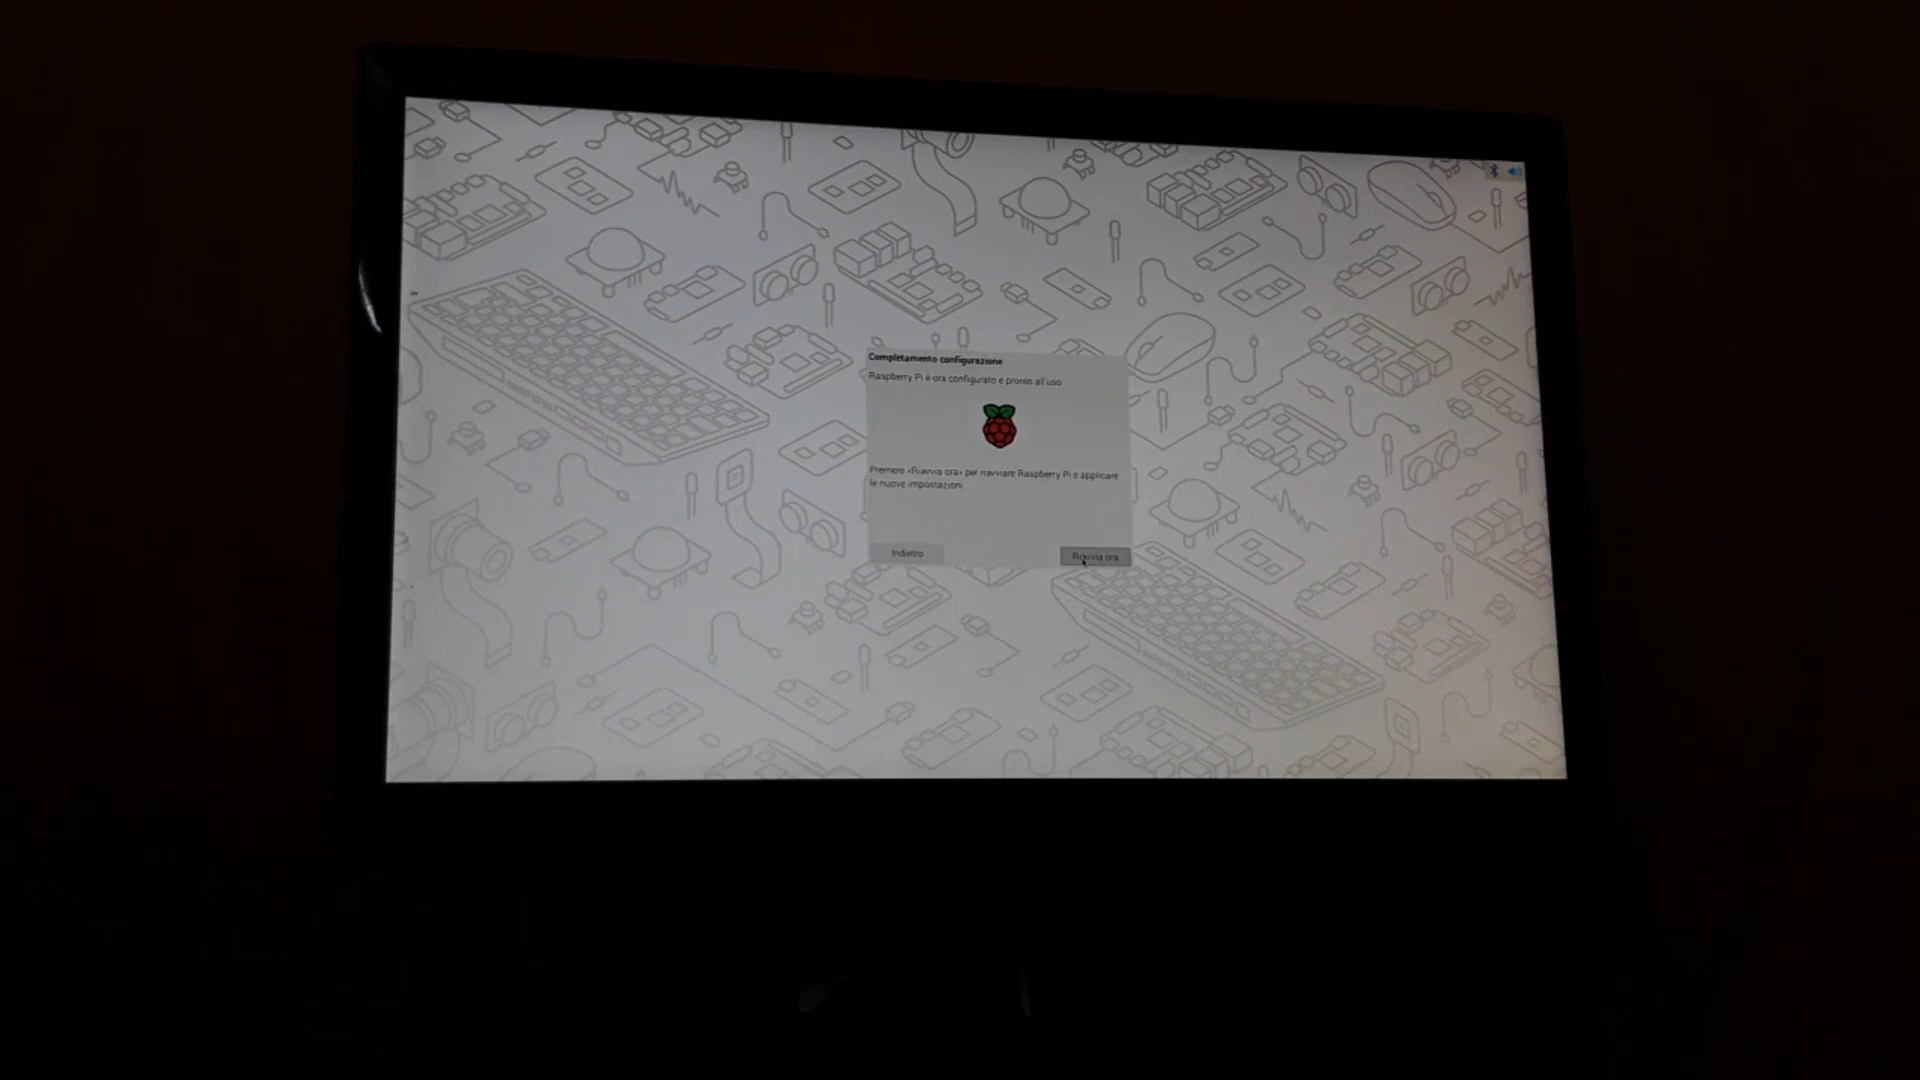 Completamento configurazione
Raspberry Pi è ora configurato e pronto all'uso
Premere «Riavvia ora» per riavviare Raspberry Pi e applicare
le nuove impostazioni
Indietro
Riavvia ora